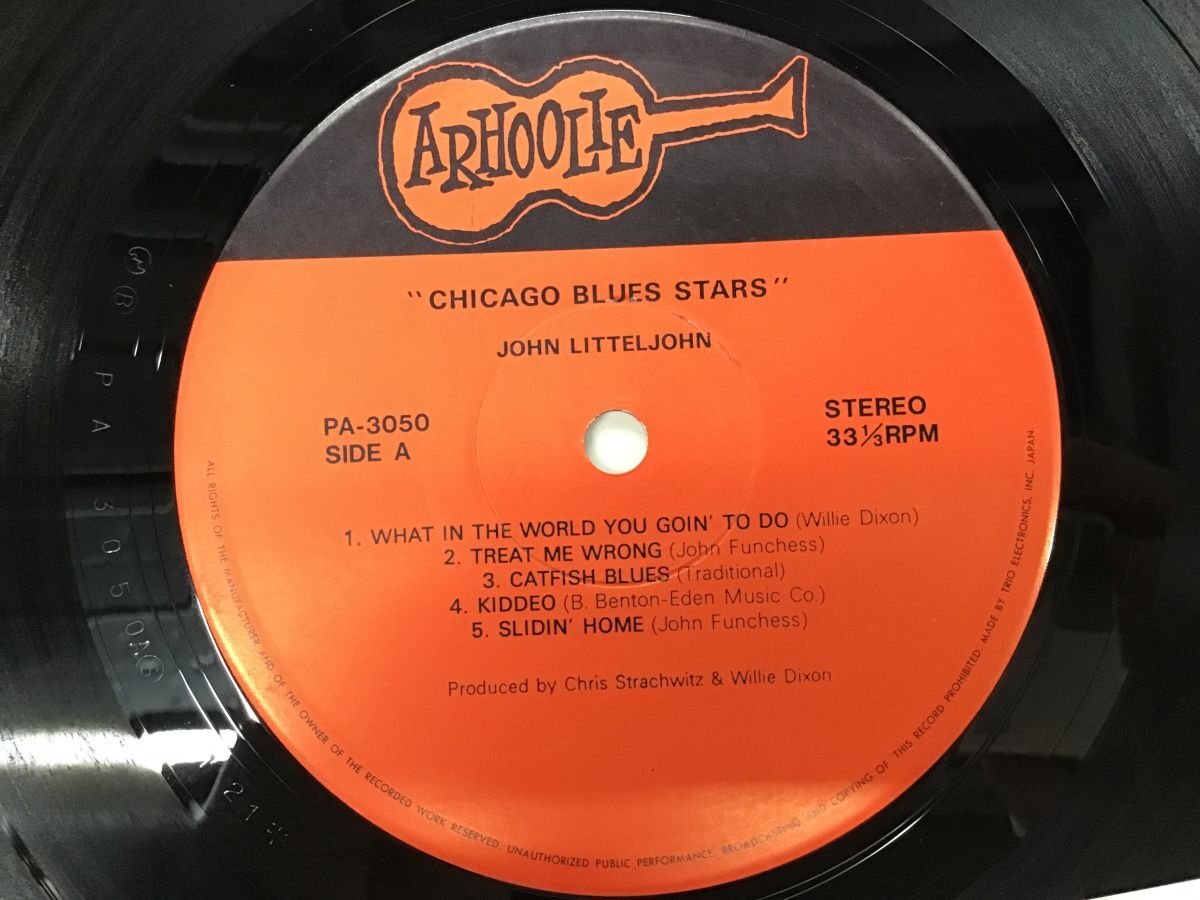 ARHOOLIE
"CHICAGO BLUES STARS"
JOHN LITTELJOHN
PA-3050
SIDE A
STEREO
33⅓RPM
1. WHAT IN THE WORLD YOU GOIN' TO DO (Willie Dixon)
2. TREAT ME WRONG (John Funchess)
3. CATFISH BLUES (Traditional)
4. KIDDEO (B. Benton-Eden Music Co.)
5. SLIDIN' HOME (John Funchess)
Produced by Chris Strachwitz & Willie Dixon
ALL RIGHTS OF THE MANUFACTURER AND OF THE OWNER OF THE RECORDED WORK RESERVED. UNAUTHORIZED PUBLIC PERFORMANCE, BROADCASTING AND COPYING OF THIS RECORD PROHIBITED. MADE BY TRIO ELECTRONICS, INC. JAPAN.
B PA3050A
21